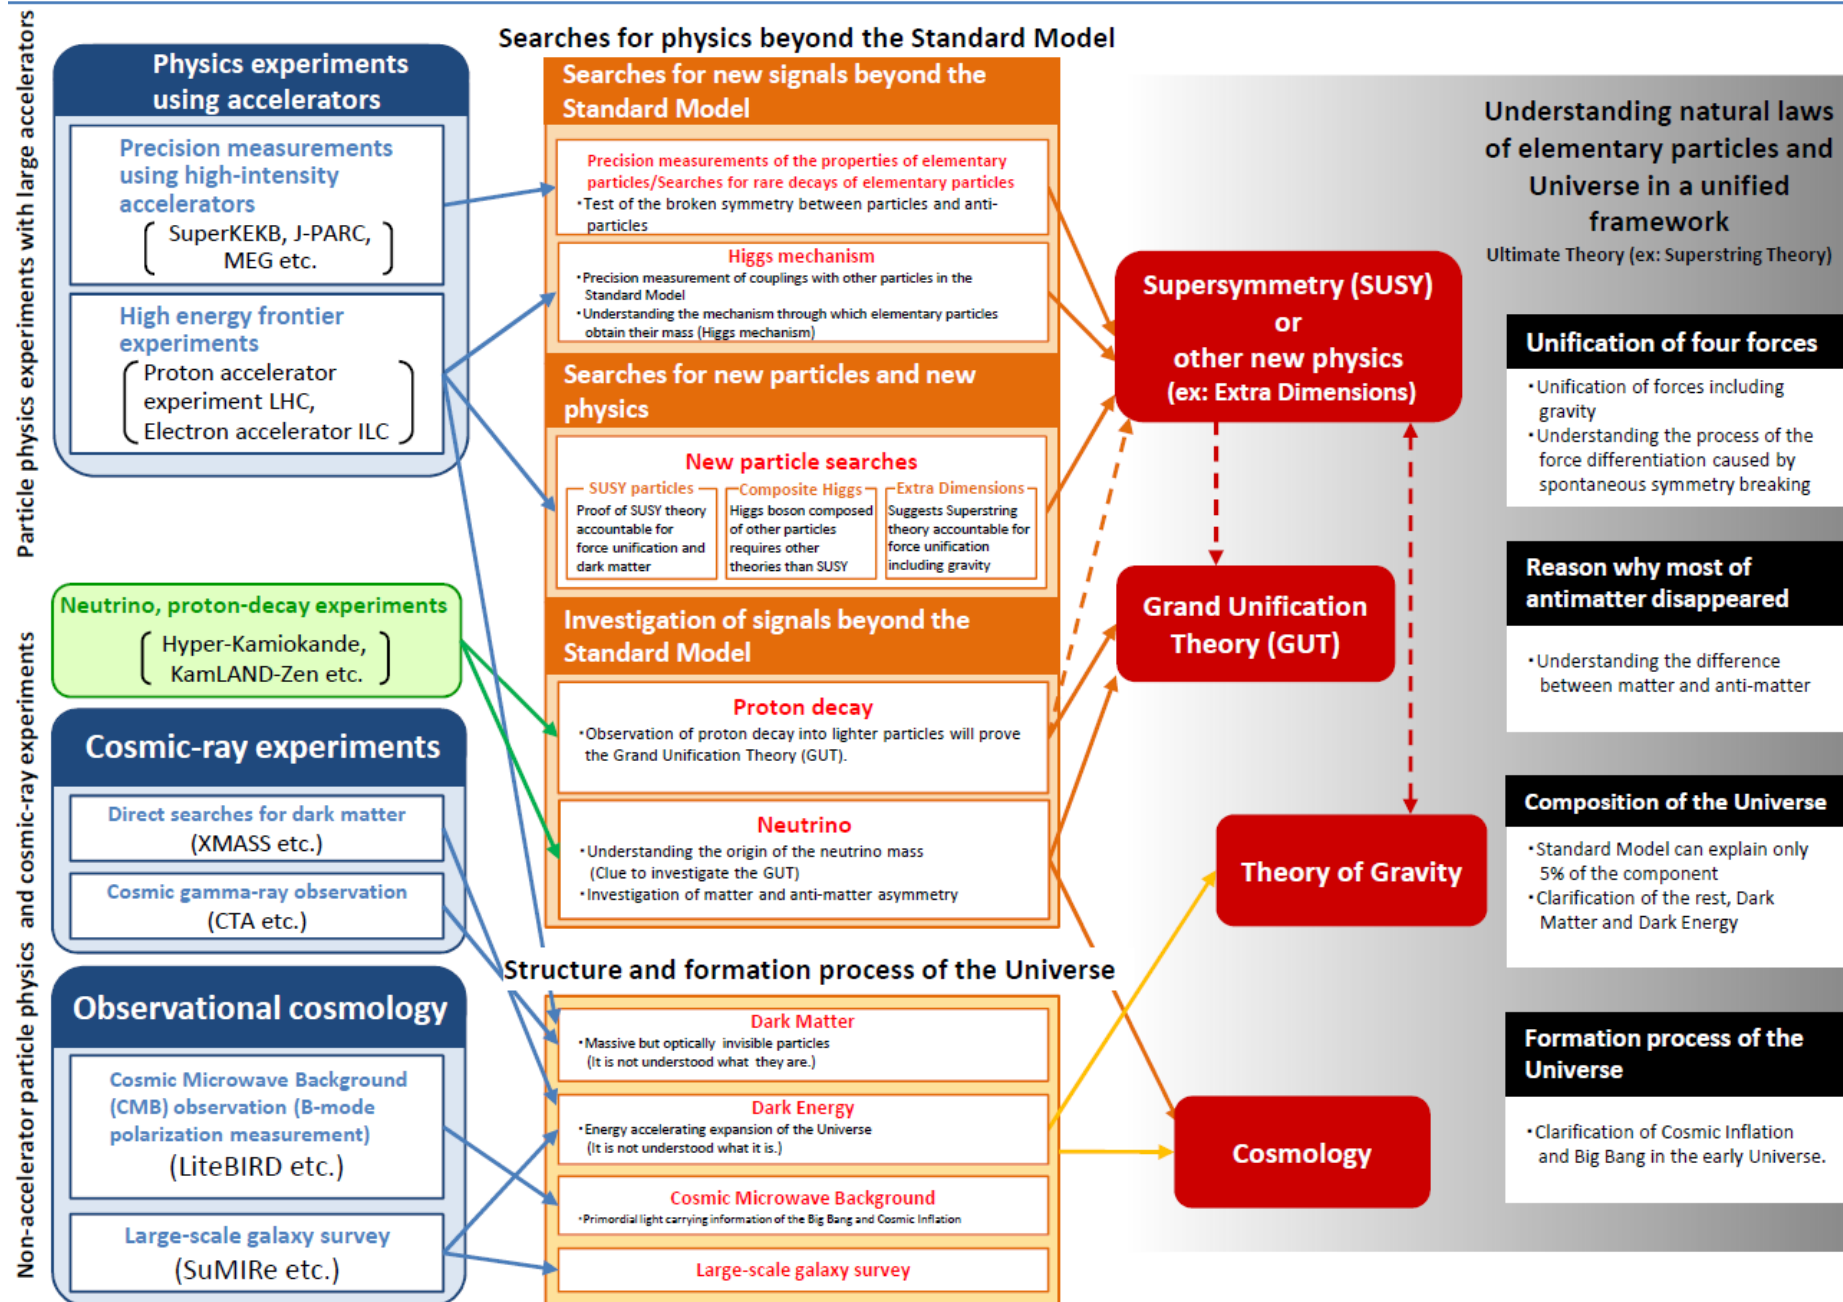 Particle physics experiments with large accelerators
Non-accelerator particle physics and cosmic-ray experiments
Physics experiments
using accelerators
Precision measurements
using high-intensity
accelerators
SuperKEKB, J-PARC,
MEG etc.
High energy frontier
experiments
Proton accelerator
experiment LHC,
Electron accelerator ILC
Neutrino, proton-decay experiments
Hyper-Kamiokande,
KamLAND-Zen etc.
Cosmic-ray experiments
Direct searches for dark matter
(XMASS etc.)
Cosmic gamma-ray observation
(CTA etc.)
Observational cosmology
Cosmic Microwave Background
(CMB) observation (B-mode
polarization measurement)
(LiteBIRD etc.)
Large-scale galaxy survey
(SuMIRe etc.)
Searches for physics beyond the Standard Model
Searches for new signals beyond the
Standard Model
Precision measurements of the properties of elementary
particles/Searches for rare decays of elementary particles
・Test of the broken symmetry between particles and anti-
particles
Higgs mechanism
・Precision measurement of couplings with other particles in the
Standard Model
・Understanding the mechanism through which elementary particles
obtain their mass (Higgs mechanism)
Searches for new particles and new
physics
New particle searches
SUSY particles
Proof of SUSY theory
accountable for
force unification and
dark matter
Composite Higgs
Higgs boson composed
of other particles
requires other
theories than SUSY
Extra Dimensions
Suggests Superstring
theory accountable for
force unification
including gravity
Investigation of signals beyond the
Standard Model
Proton decay
・Observation of proton decay into lighter particles will prove
the Grand Unification Theory (GUT).
Neutrino
・Understanding the origin of the neutrino mass
(Clue to investigate the GUT)
・Investigation of matter and anti-matter asymmetry
Structure and formation process of the Universe
Dark Matter
・Massive but optically invisible particles
(It is not understood what they are.)
Dark Energy
・Energy accelerating expansion of the Universe
(It is not understood what it is.)
Cosmic Microwave Background
・Primordial light carrying information of the Big Bang and Cosmic Inflation
Large-scale galaxy survey
Supersymmetry (SUSY)
or
other new physics
(ex: Extra Dimensions)
Grand Unification
Theory (GUT)
Theory of Gravity
Cosmology
Understanding natural laws
of elementary particles and
Universe in a unified
framework
Ultimate Theory (ex: Superstring Theory)
Unification of four forces
・Unification of forces including
gravity
・Understanding the process of the
force differentiation caused by
spontaneous symmetry breaking
Reason why most of
antimatter disappeared
・Understanding the difference
between matter and anti-matter
Composition of the Universe
・Standard Model can explain only
5% of the component
・Clarification of the rest, Dark
Matter and Dark Energy
Formation process of the
Universe
・Clarification of Cosmic Inflation
and Big Bang in the early Universe.